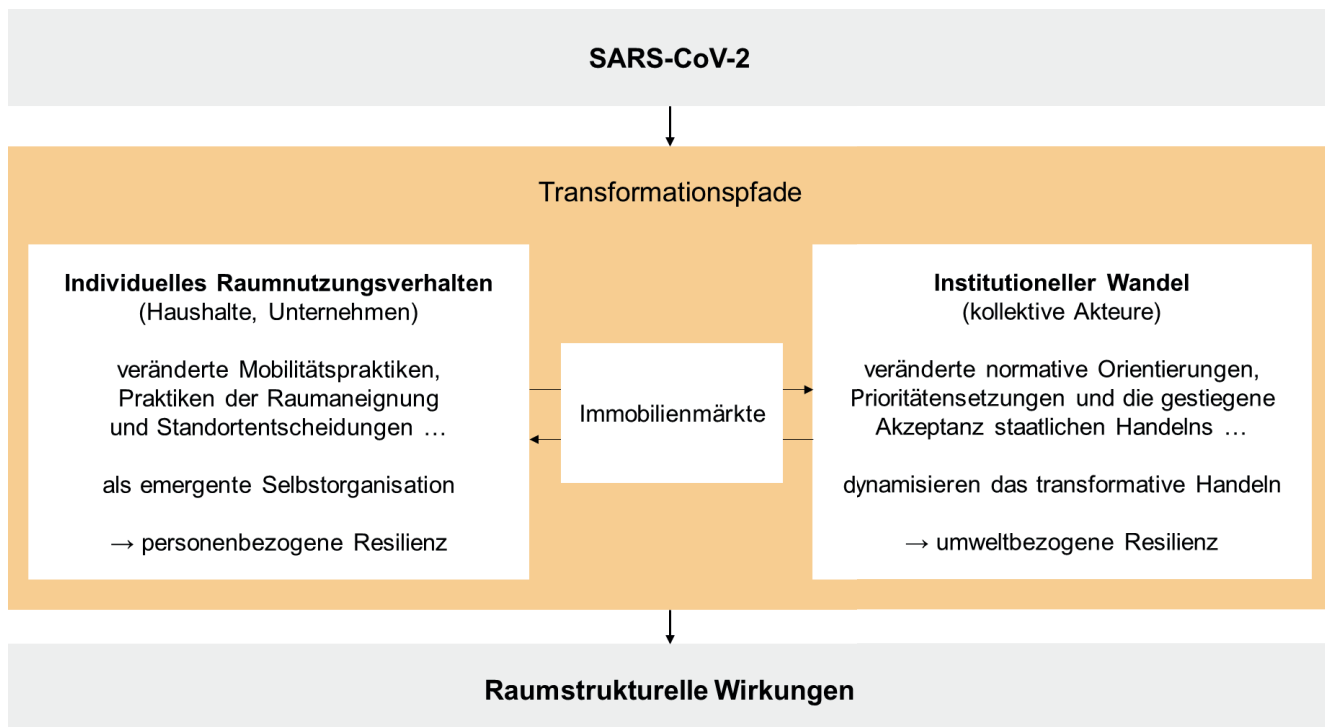 SARS-CoV-2
Transformationspfade
Individuelles Raumnutzungsverhalten
(Haushalte, Unternehmen)
veränderte Mobilitätspraktiken,
Praktiken der Raumaneignung
und Standortentscheidungen …
als emergente Selbstorganisation
→ personenbezogene Resilienz
Immobilienmärkte
Institutioneller Wandel
(kollektive Akteure)
veränderte normative Orientierungen,
Prioritätensetzungen und die gestiegene
Akzeptanz staatlichen Handelns …
dynamisieren das transformative Handeln
→ umweltbezogene Resilienz
Raumstrukturelle Wirkungen